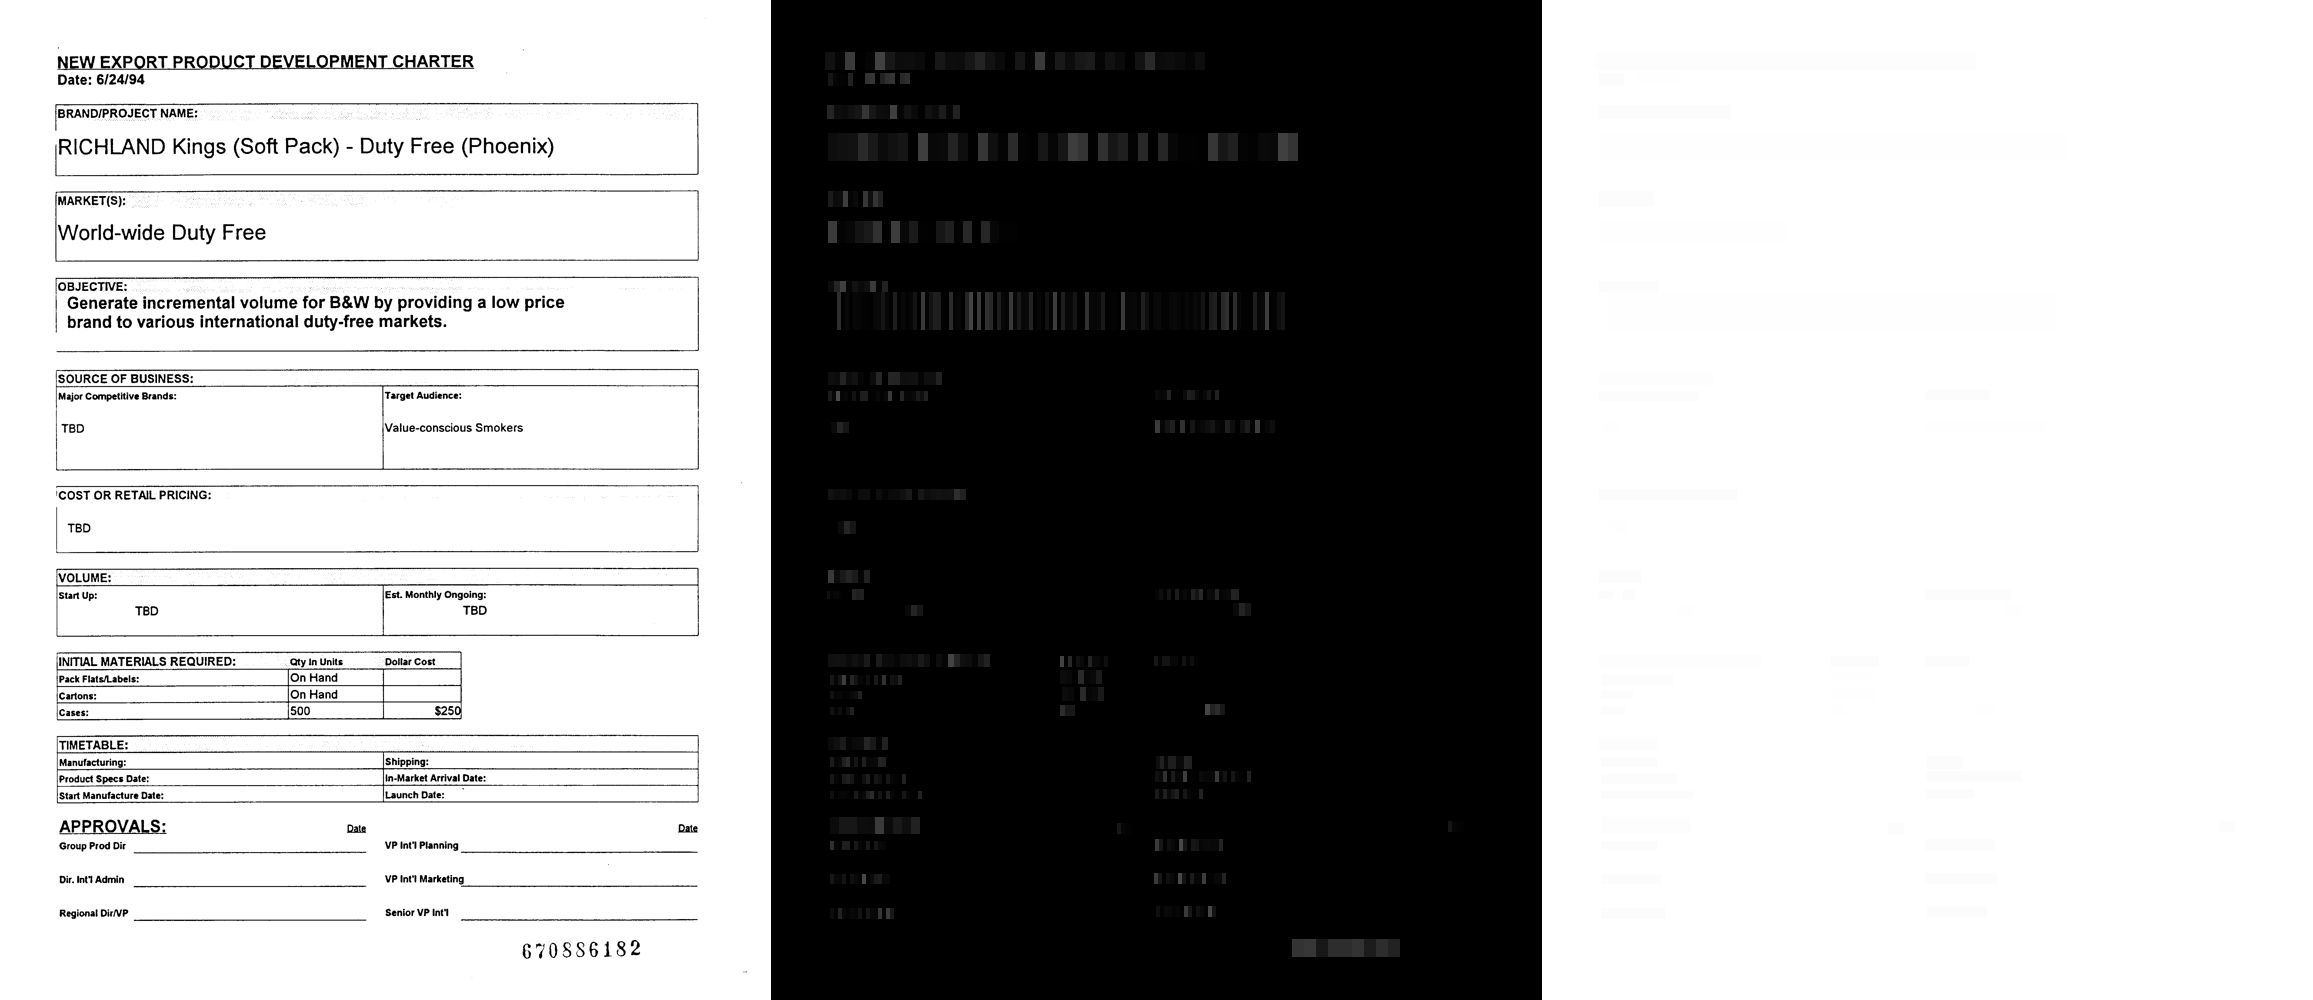 NEW EXPORT PRODUCT DEVELOPMENT CHARTER
Date: 6/24/94
BRAND/PROJECT NAME:
RICHLAND Kings (Soft Pack) - Duty Free (Phoenix)
MARKET(S):
World-wide Duty Free
OBJECTIVE:
Generate incremental volume for B&W by providing a low price
brand to various international duty-free markets.
SOURCE OF BUSINESS:
Major Competitive Brands: Target Audience:
TBD Value-conscious Smokers
COST OR RETAIL PRICING:
TBD
VOLUME:
Start Up: Est. Monthly Ongoing:
TBD TBD
INITIAL MATERIALS REQUIRED: Qty In Units Dollar Cost
Pack Flats/Labels: On Hand
Cartons: On Hand
Cases: 500 $250
TIMETABLE:
Manufacturing: Shipping:
Product Specs Date: In-Market Arrival Date:
Start Manufacture Date: Launch Date:
APPROVALS: Date Date
Group Prod Dir VP Int'l Planning
Dir. Int'l Admin VP Int'l Marketing
Regional Dir/VP Senior VP Int'l
670886182